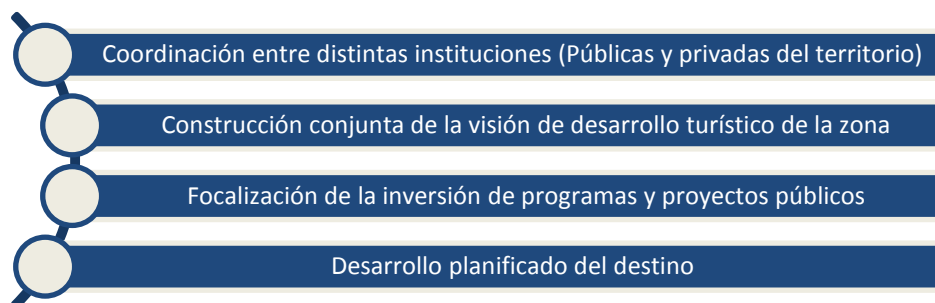 Coordinación entre distintas instituciones (Públicas y privadas del territorio)
Construcción conjunta de la visión de desarrollo turístico de la zona
Focalización de la inversión de programas y proyectos públicos
Desarrollo planificado del destino